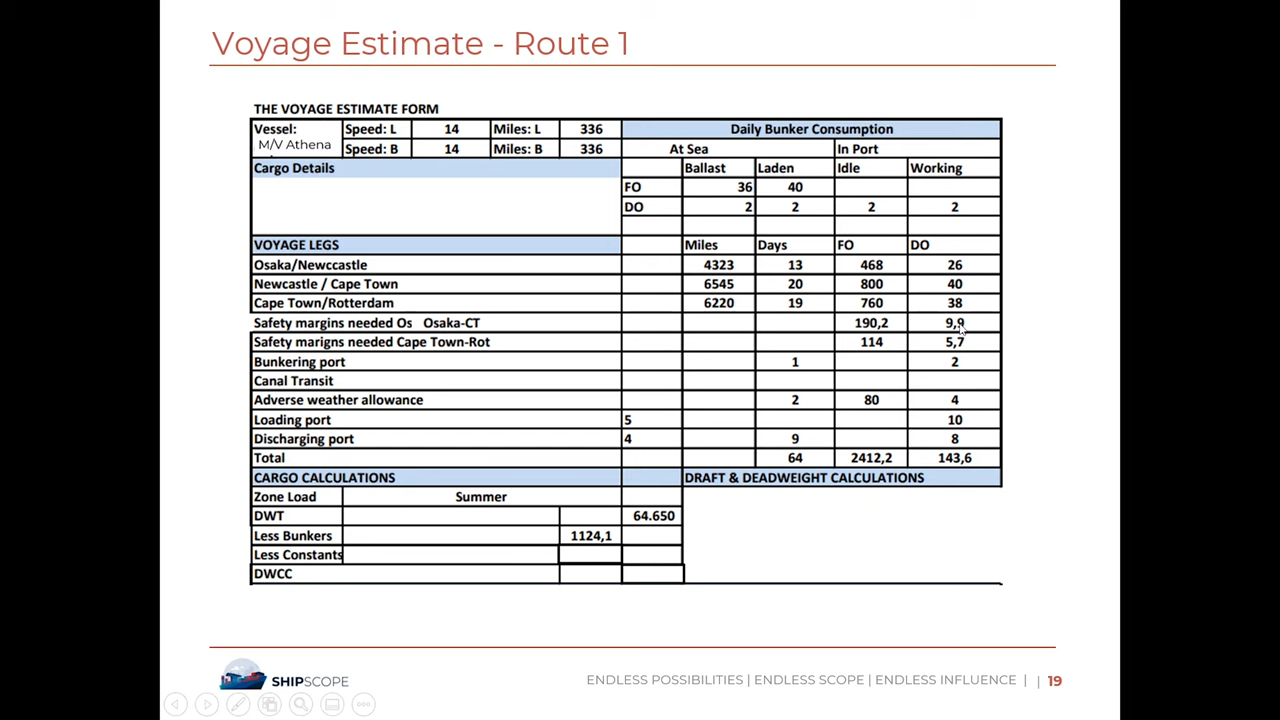 Voyage Estimate - Route 1
THE VOYAGE ESTIMATE FORM
Vessel: Speed: L 14 Miles: L 336 Daily Bunker Consumption
M/V Athena Speed: B 14 Miles: B 336 At Sea In Port
Cargo Details Ballast Laden Idle Working
FO 36 40
DO 2 2 2 2
VOYAGE LEGS Miles Days FO DO
Osaka/Newccastle 4323 13 468 26
Newcastle / Cape Town 6545 20 800 40
Cape Town/Rotterdam 6220 19 760 38
Safety margins needed Os Osaka-CT 190,2 9,9
Safety marigns needed Cape Town-Rot 114 5,7
Bunkering port 1 2
Canal Transit
Adverse weather allowance 2 80 4
Loading port 5 10
Discharging port 4 9 8
Total 64 2412,2 143,6
CARGO CALCULATIONS DRAFT & DEADWEIGHT CALCULATIONS
Zone Load Summer
DWT 64.650
Less Bunkers 1124,1
Less Constants
DWCC
SHIPSCOPE
ENDLESS POSSIBILITIES | ENDLESS SCOPE | ENDLESS INFLUENCE | | 19